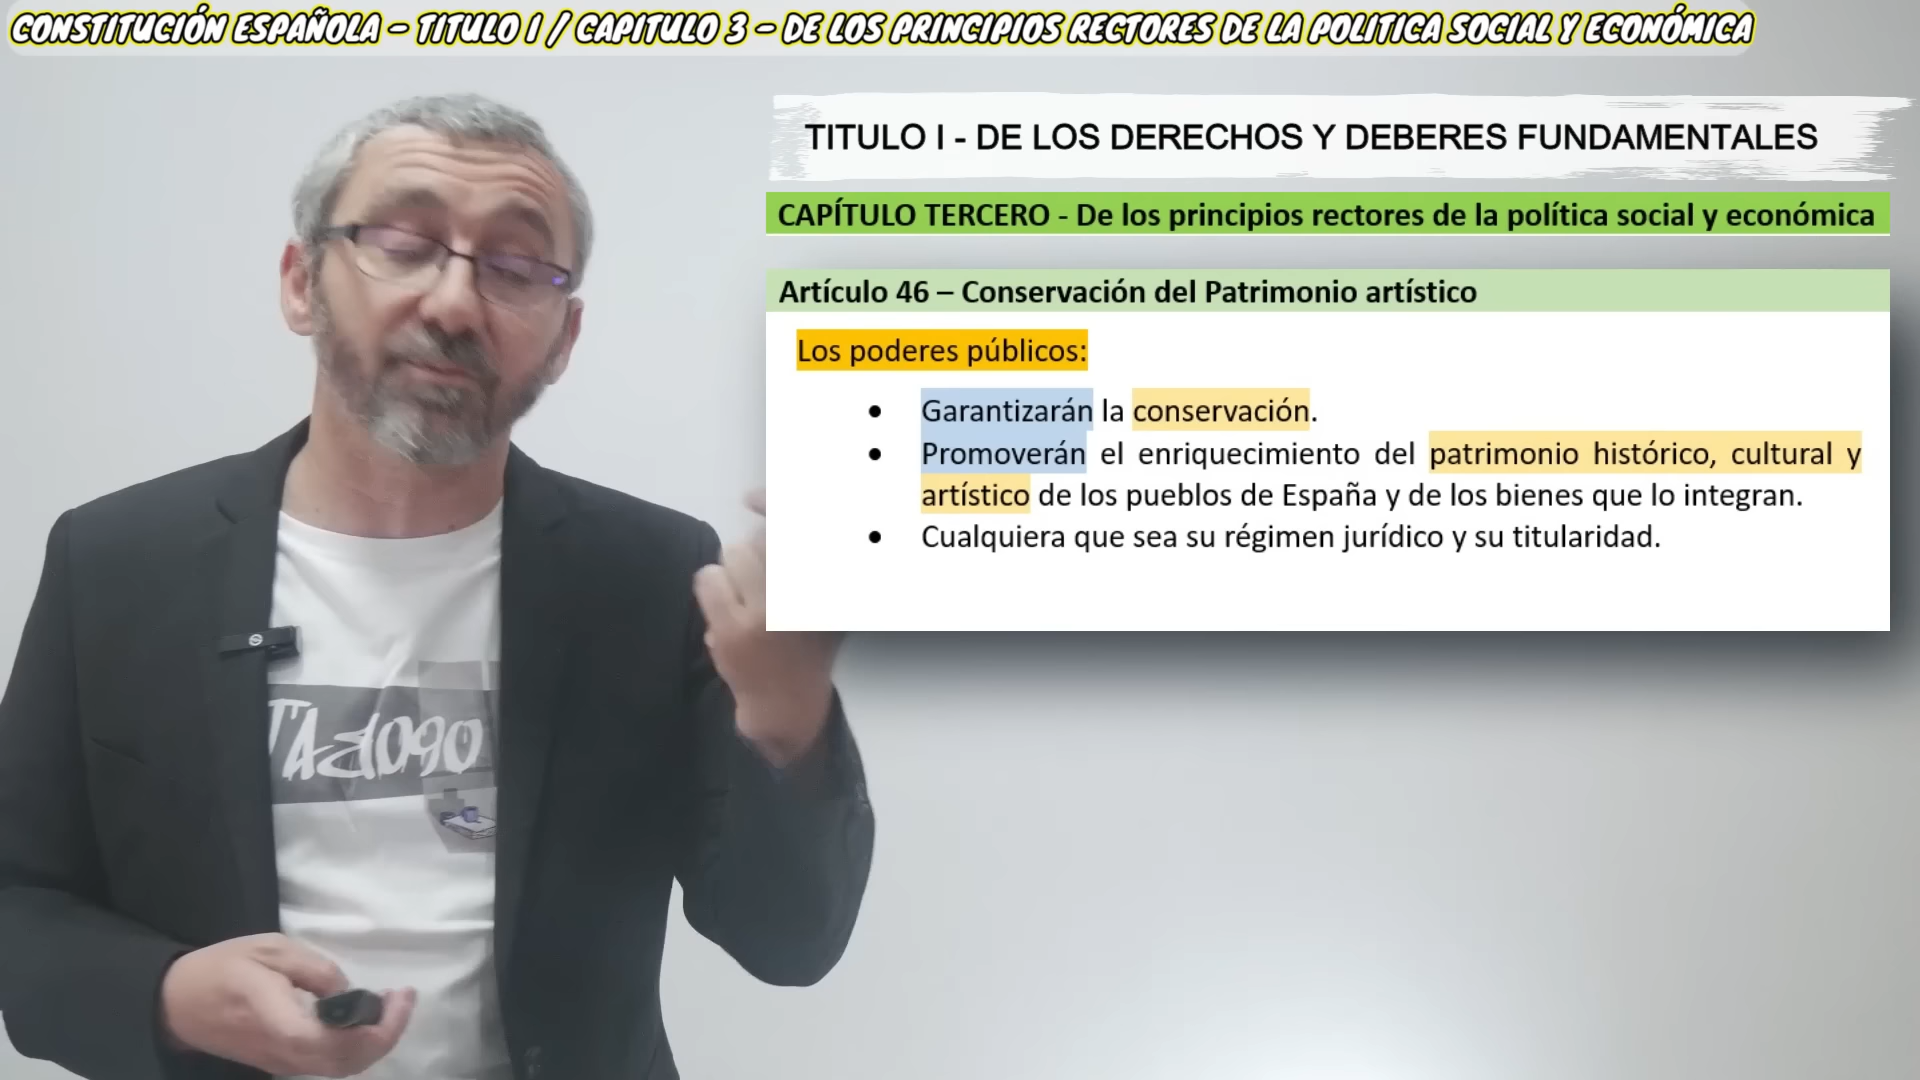 CONSTITUCIÓN ESPAÑOLA - TITULO I / CAPITULO 3 - DE LOS PRINCIPIOS RECTORES DE LA POLITICA SOCIAL Y ECONÓMICA
TITULO I - DE LOS DERECHOS Y DEBERES FUNDAMENTALES
CAPÍTULO TERCERO - De los principios rectores de la política social y económica
Artículo 46 – Conservación del Patrimonio artístico
Los poderes públicos:
• Garantizarán la conservación.
• Promoverán el enriquecimiento del patrimonio histórico, cultural y
artístico de los pueblos de España y de los bienes que lo integran.
• Cualquiera que sea su régimen jurídico y su titularidad.